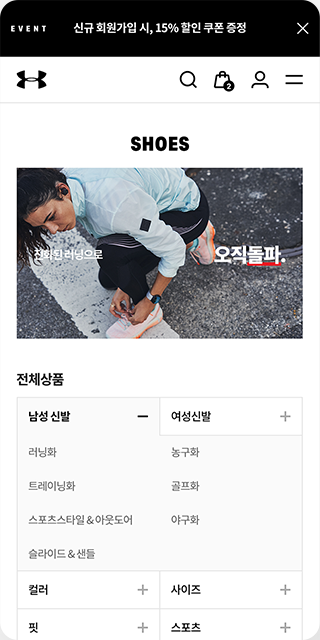 EVENT 신규 회원가입 시, 15% 할인 쿠폰 증정
2
SHOES
진화된 러닝으로 오직돌파.
전체상품
남성 신발 여성신발
러닝화 농구화
트레이닝화 골프화
스포츠스타일 & 아웃도어 야구화
슬라이드 & 샌들
컬러 사이즈
핏 스포츠